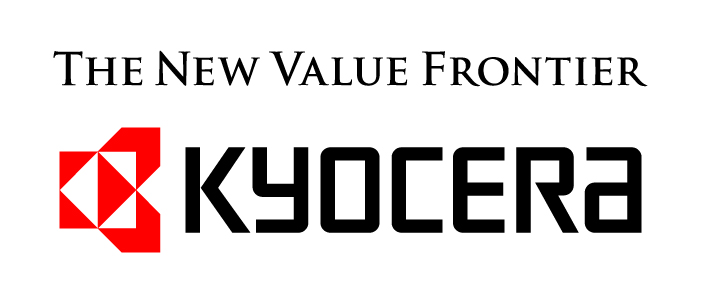 THE NEW VALUE FRONTIER
KYOCERA